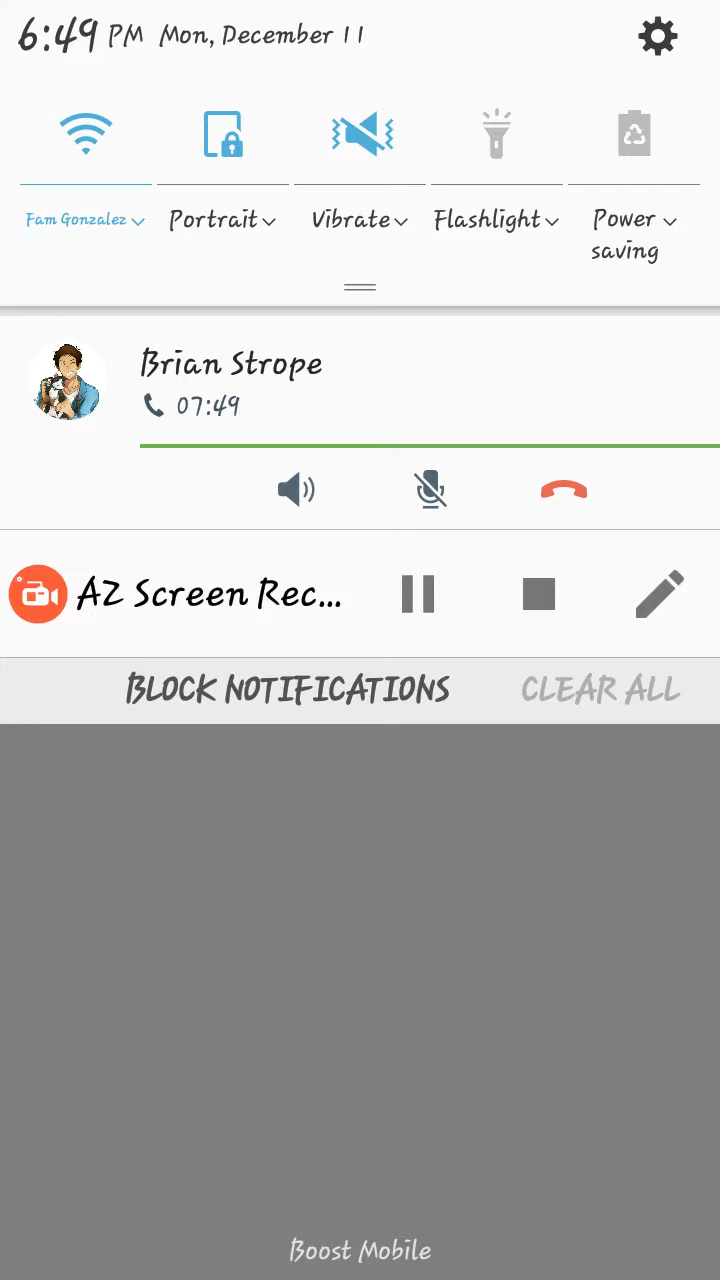 6:49 PM Mon, December 11
Fam Gonzalez Portrait Vibrate Flashlight Power saving
Brian Strope
07:49
AZ Screen Rec...
BLOCK NOTIFICATIONS CLEAR ALL
Boost Mobile